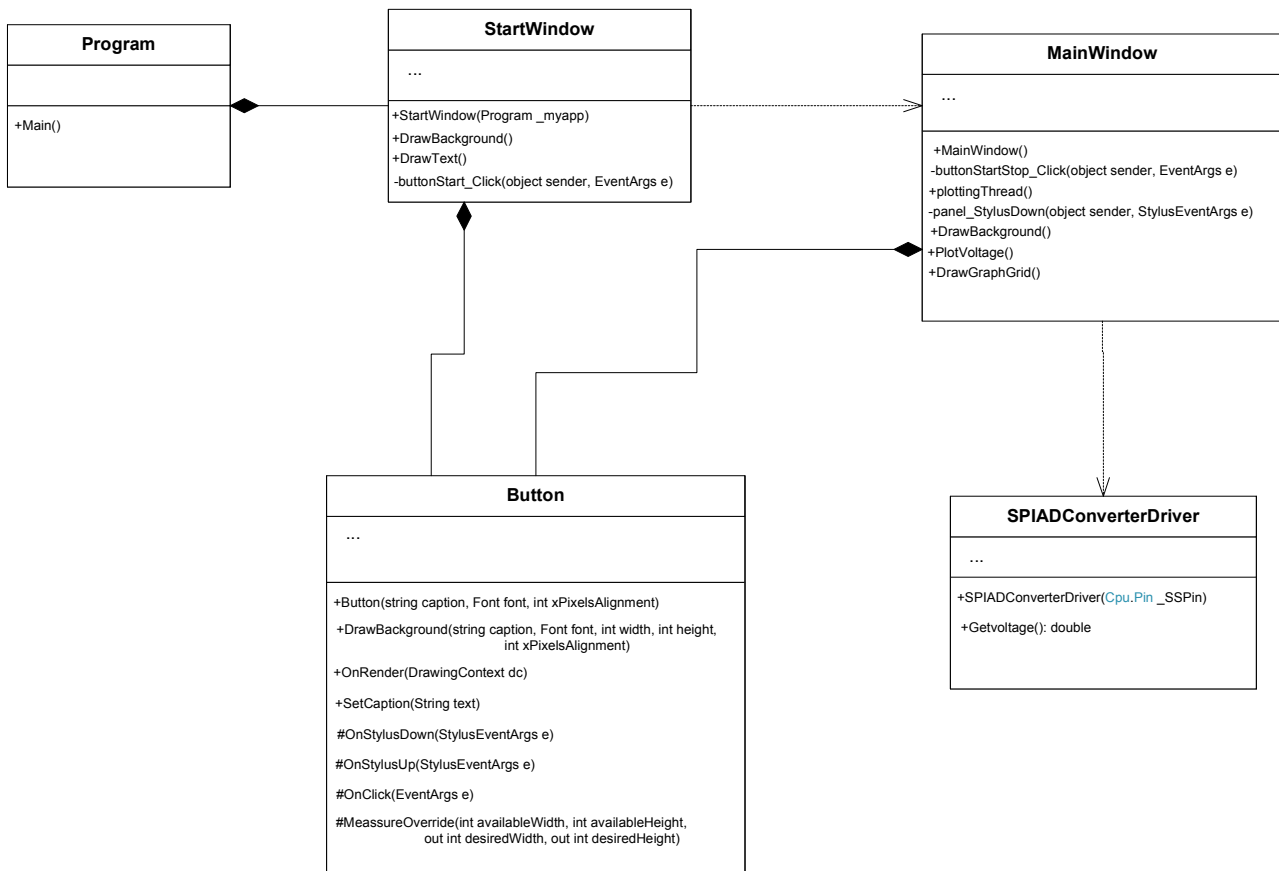 Program
+Main()
StartWindow
...
+StartWindow(Program _myapp)
+DrawBackground()
+DrawText()
-buttonStart_Click(object sender, EventArgs e)
MainWindow
...
+MainWindow()
-buttonStartStop_Click(object sender, EventArgs e)
+plottingThread()
-panel_StylusDown(object sender, StylusEventArgs e)
+DrawBackground()
+PlotVoltage()
+DrawGraphGrid()
Button
...
+Button(string caption, Font font, int xPixelsAlignment)
+DrawBackground(string caption, Font font, int width, int height,
int xPixelsAlignment)
+OnRender(DrawingContext dc)
+SetCaption(String text)
#OnStylusDown(StylusEventArgs e)
#OnStylusUp(StylusEventArgs e)
#OnClick(EventArgs e)
#MeassureOverride(int availableWidth, int availableHeight,
out int desiredWidth, out int desiredHeight)
SPIADConverterDriver
...
+SPIADConverterDriver(Cpu.Pin _SSPin)
+Getvoltage(): double